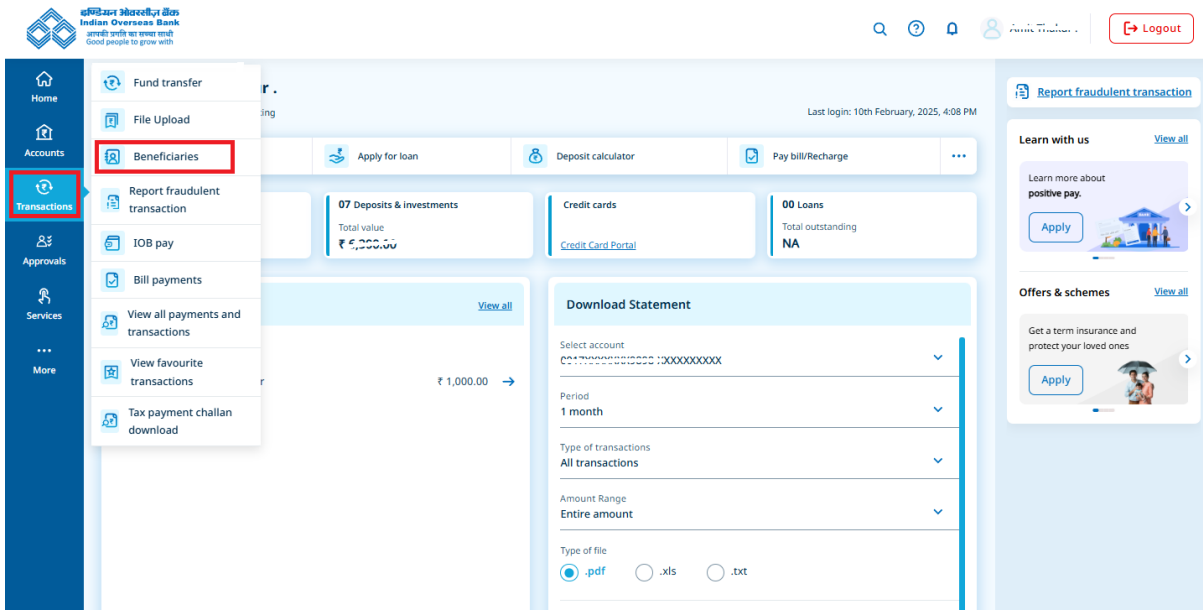 इण्डियन ओवरसीज़ बैंक
Indian Overseas Bank
आपकी प्रगति का सच्चा साथी
Good people to grow with
Logout
Home
Accounts
Transactions
Approvals
Services
More
Fund transfer
File Upload
Beneficiaries
Report fraudulent
transaction
IOB pay
Bill payments
View all payments and
transactions
View favourite
transactions
Tax payment challan
download
r .
Last login: 10th February, 2025, 4:08 PM
Apply for loan
Deposit calculator
Pay bill/Recharge
07 Deposits & investments
Total value
Credit cards
Credit Card Portal
00 Loans
Total outstanding
NA
View all
r
₹ 1,000.00
Download Statement
Select account
Period
1 month
Type of transactions
All transactions
Amount Range
Entire amount
Type of file
.pdf
.xls
.txt
Report fraudulent transaction
Learn with us
View all
Learn more about
positive pay.
Apply
Offers & schemes
View all
Get a term insurance and
protect your loved ones
Apply